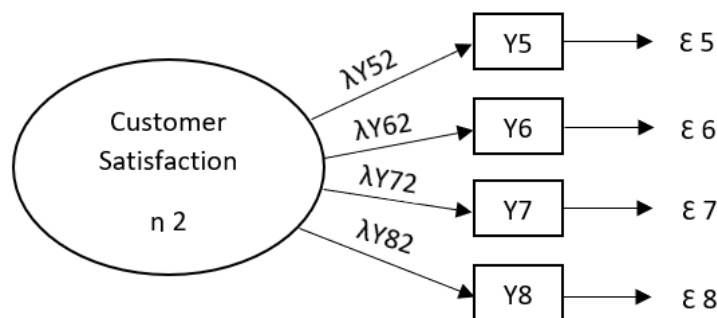 Customer
Satisfaction
n 2
λY52
λY62
λY72
λY82
Y5
Y6
Y7
Y8
Ɛ 5
Ɛ 6
Ɛ 7
Ɛ 8